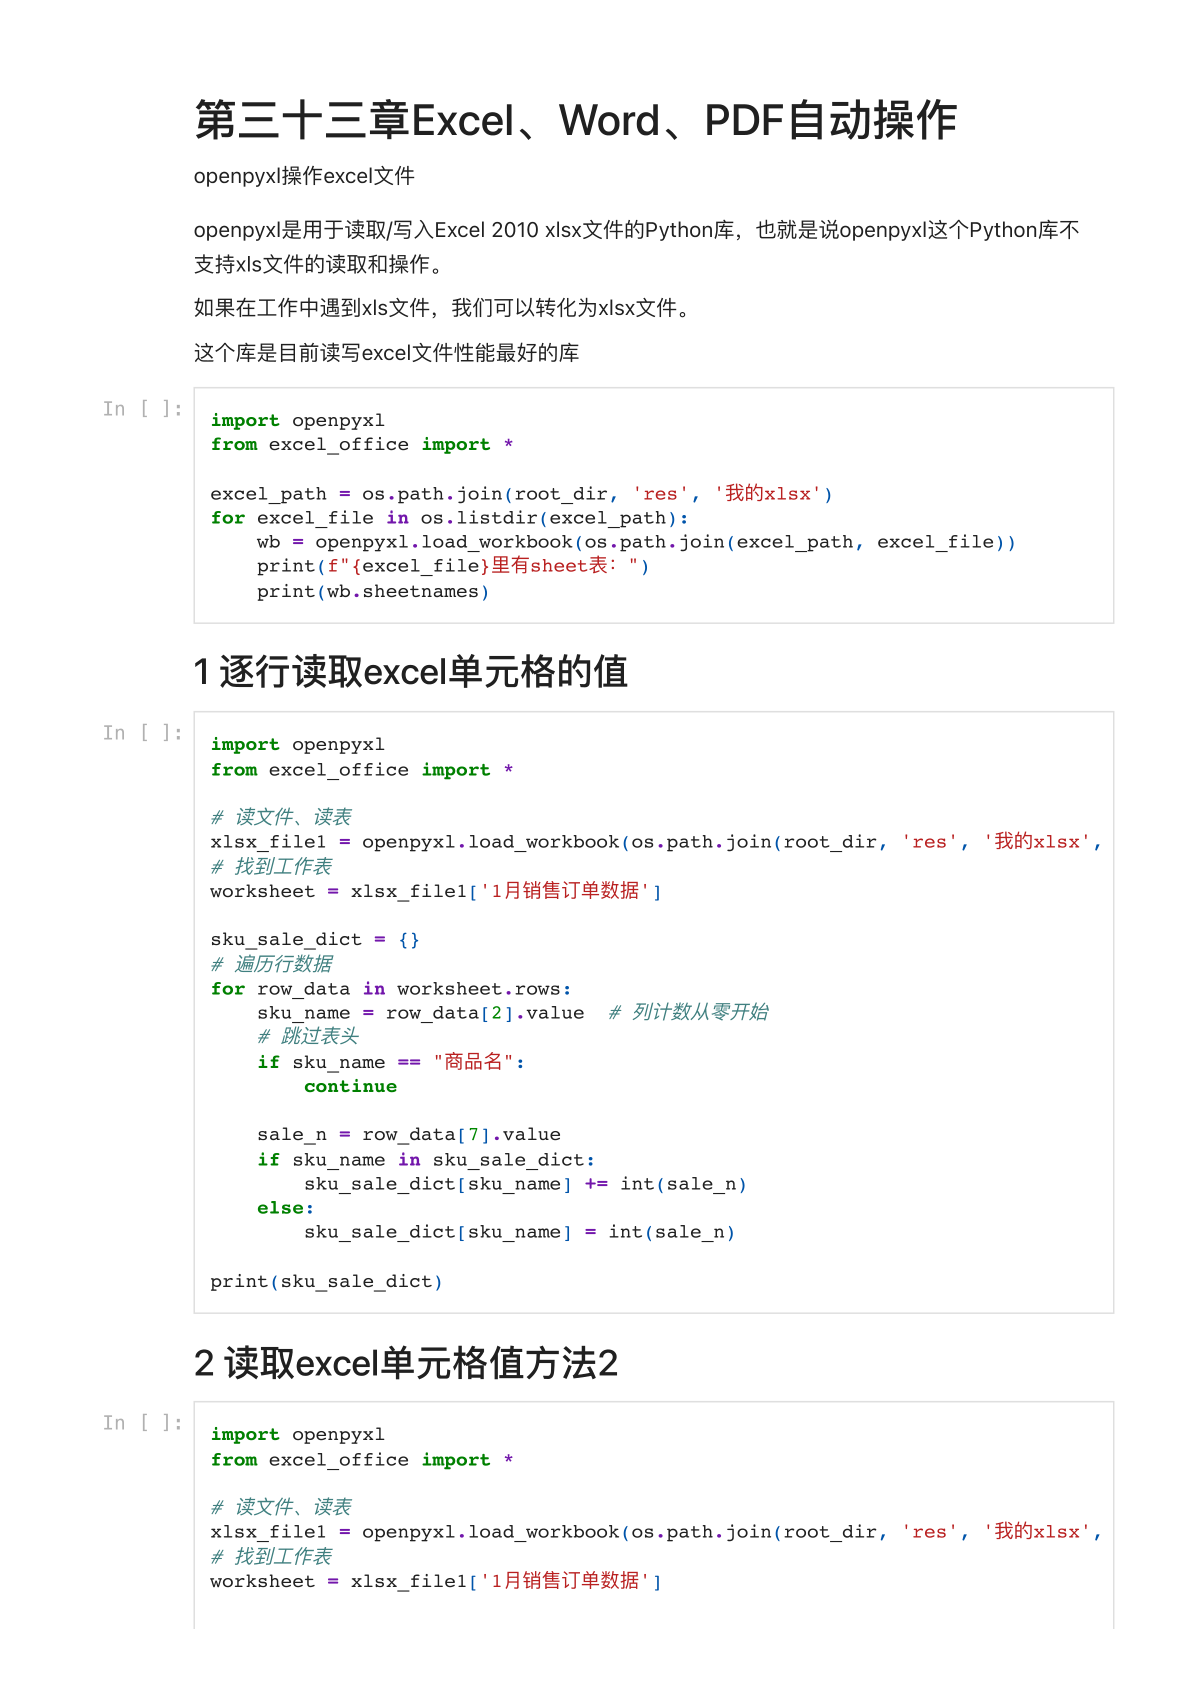 第三十三章Excel、Word、PDF自动操作
openpyxl操作excel文件
openpyxl是用于读取/写入Excel 2010 xlsx文件的Python库，也就是说openpyxl这个Python库不
支持xls文件的读取和操作。
如果在工作中遇到xls文件，我们可以转化为xlsx文件。
这个库是目前读写excel文件性能最好的库
In [ ]:
import openpyxl
from excel_office import *

excel_path = os.path.join(root_dir, 'res', '我的xlsx')
for excel_file in os.listdir(excel_path):
    wb = openpyxl.load_workbook(os.path.join(excel_path, excel_file))
    print(f"{excel_file}里有sheet表：")
    print(wb.sheetnames)
1 逐行读取excel单元格的值
In [ ]:
import openpyxl
from excel_office import *

# 读文件、读表
xlsx_file1 = openpyxl.load_workbook(os.path.join(root_dir, 'res', '我的xlsx',
# 找到工作表
worksheet = xlsx_file1['1月销售订单数据']

sku_sale_dict = {}
# 遍历行数据
for row_data in worksheet.rows:
    sku_name = row_data[2].value  # 列计数从零开始
    # 跳过表头
    if sku_name == "商品名":
        continue

    sale_n = row_data[7].value
    if sku_name in sku_sale_dict:
        sku_sale_dict[sku_name] += int(sale_n)
    else:
        sku_sale_dict[sku_name] = int(sale_n)

print(sku_sale_dict)
2 读取excel单元格值方法2
In [ ]:
import openpyxl
from excel_office import *

# 读文件、读表
xlsx_file1 = openpyxl.load_workbook(os.path.join(root_dir, 'res', '我的xlsx',
# 找到工作表
worksheet = xlsx_file1['1月销售订单数据']